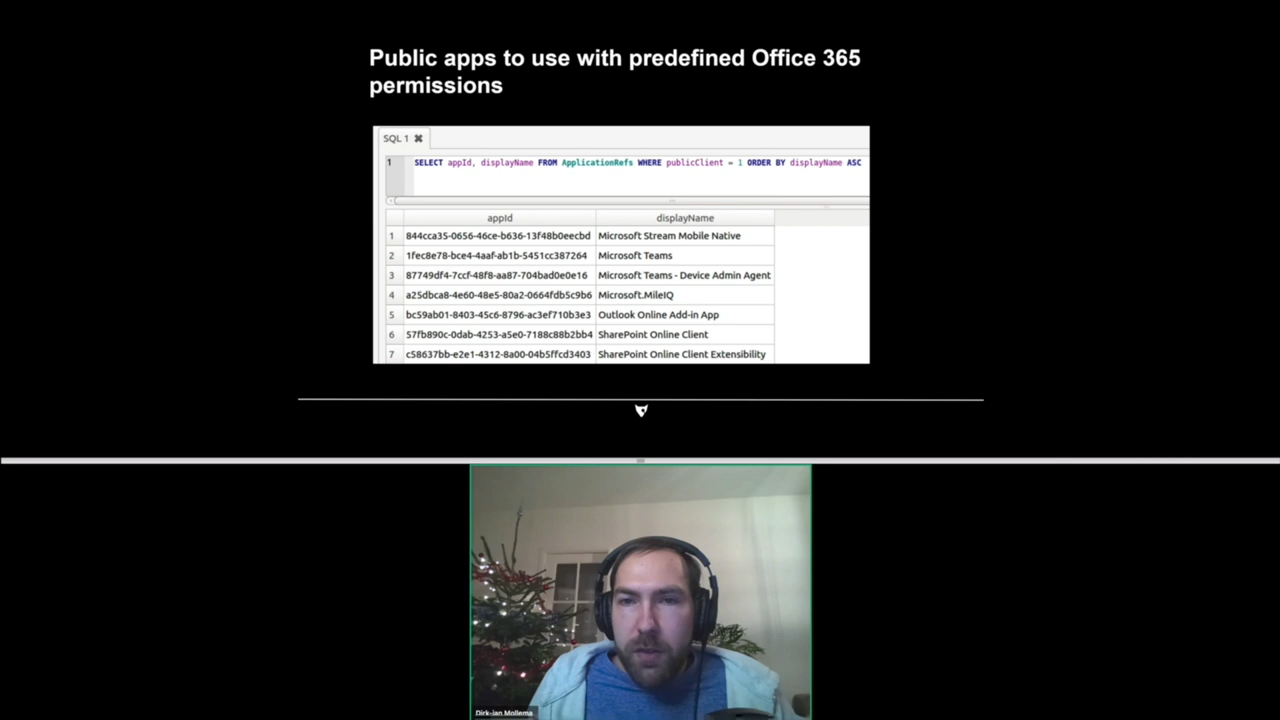 Public apps to use with predefined Office 365
permissions
SQL 1
1 SELECT appId, displayName FROM ApplicationRefs WHERE publicClient = 1 ORDER BY displayName ASC
appId displayName
1 844cca35-0656-46ce-b636-13f48b0eecbd Microsoft Stream Mobile Native
2 1fec8e78-bce4-4aaf-ab1b-5451cc387264 Microsoft Teams
3 87749df4-7ccf-48f8-aa87-704bad0e0e16 Microsoft Teams - Device Admin Agent
4 a25dbca8-4e60-48e5-80a2-0664fdb5c9b6 Microsoft.MileIQ
5 bc59ab01-8403-45c6-8796-ac3ef710b3e3 Outlook Online Add-in App
6 57fb890c-0dab-4253-a5e0-7188c88b2bb4 SharePoint Online Client
7 c58637bb-e2e1-4312-8a00-04b5ffcd3403 SharePoint Online Client Extensibility
Dirk-jan Mollema